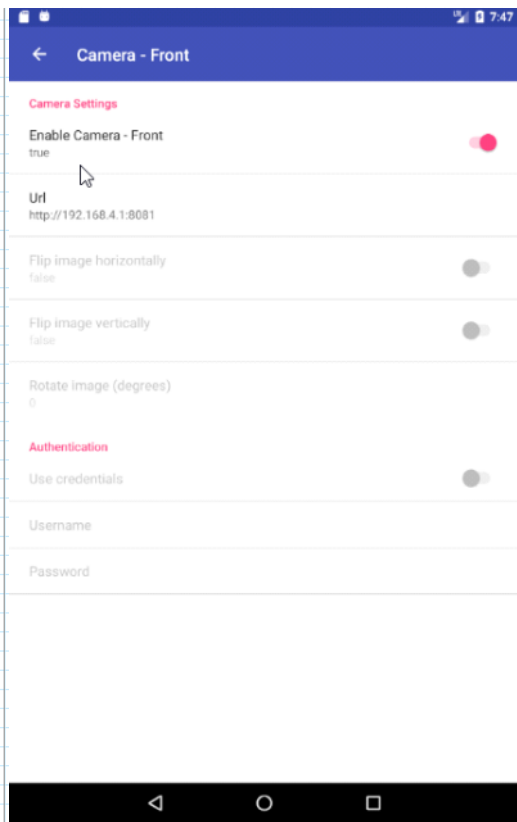 7:47
Camera - Front
Camera Settings
Enable Camera - Front
true
Url
http://192.168.4.1:8081
Flip image horizontally
false
Flip image vertically
false
Rotate image (degrees)
0
Authentication
Use credentials
Username
Password